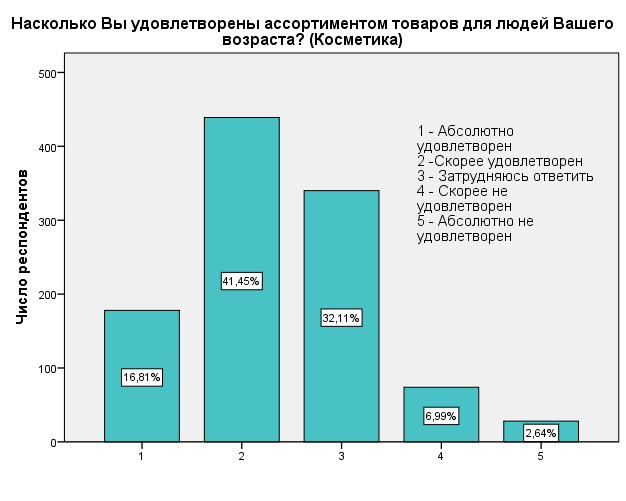 Насколько Вы удовлетворены ассортиментом товаров для людей Вашего
возраста? (Косметика)
Число респондентов
500
400
300
200
100
0
1 - Абсолютно
удовлетворен
2 -Скорее удовлетворен
3 - Затрудняюсь ответить
4 - Скорее не
удовлетворен
5 - Абсолютно не
удовлетворен
16,81%
41,45%
32,11%
6,99%
2,64%
1 2 3 4 5